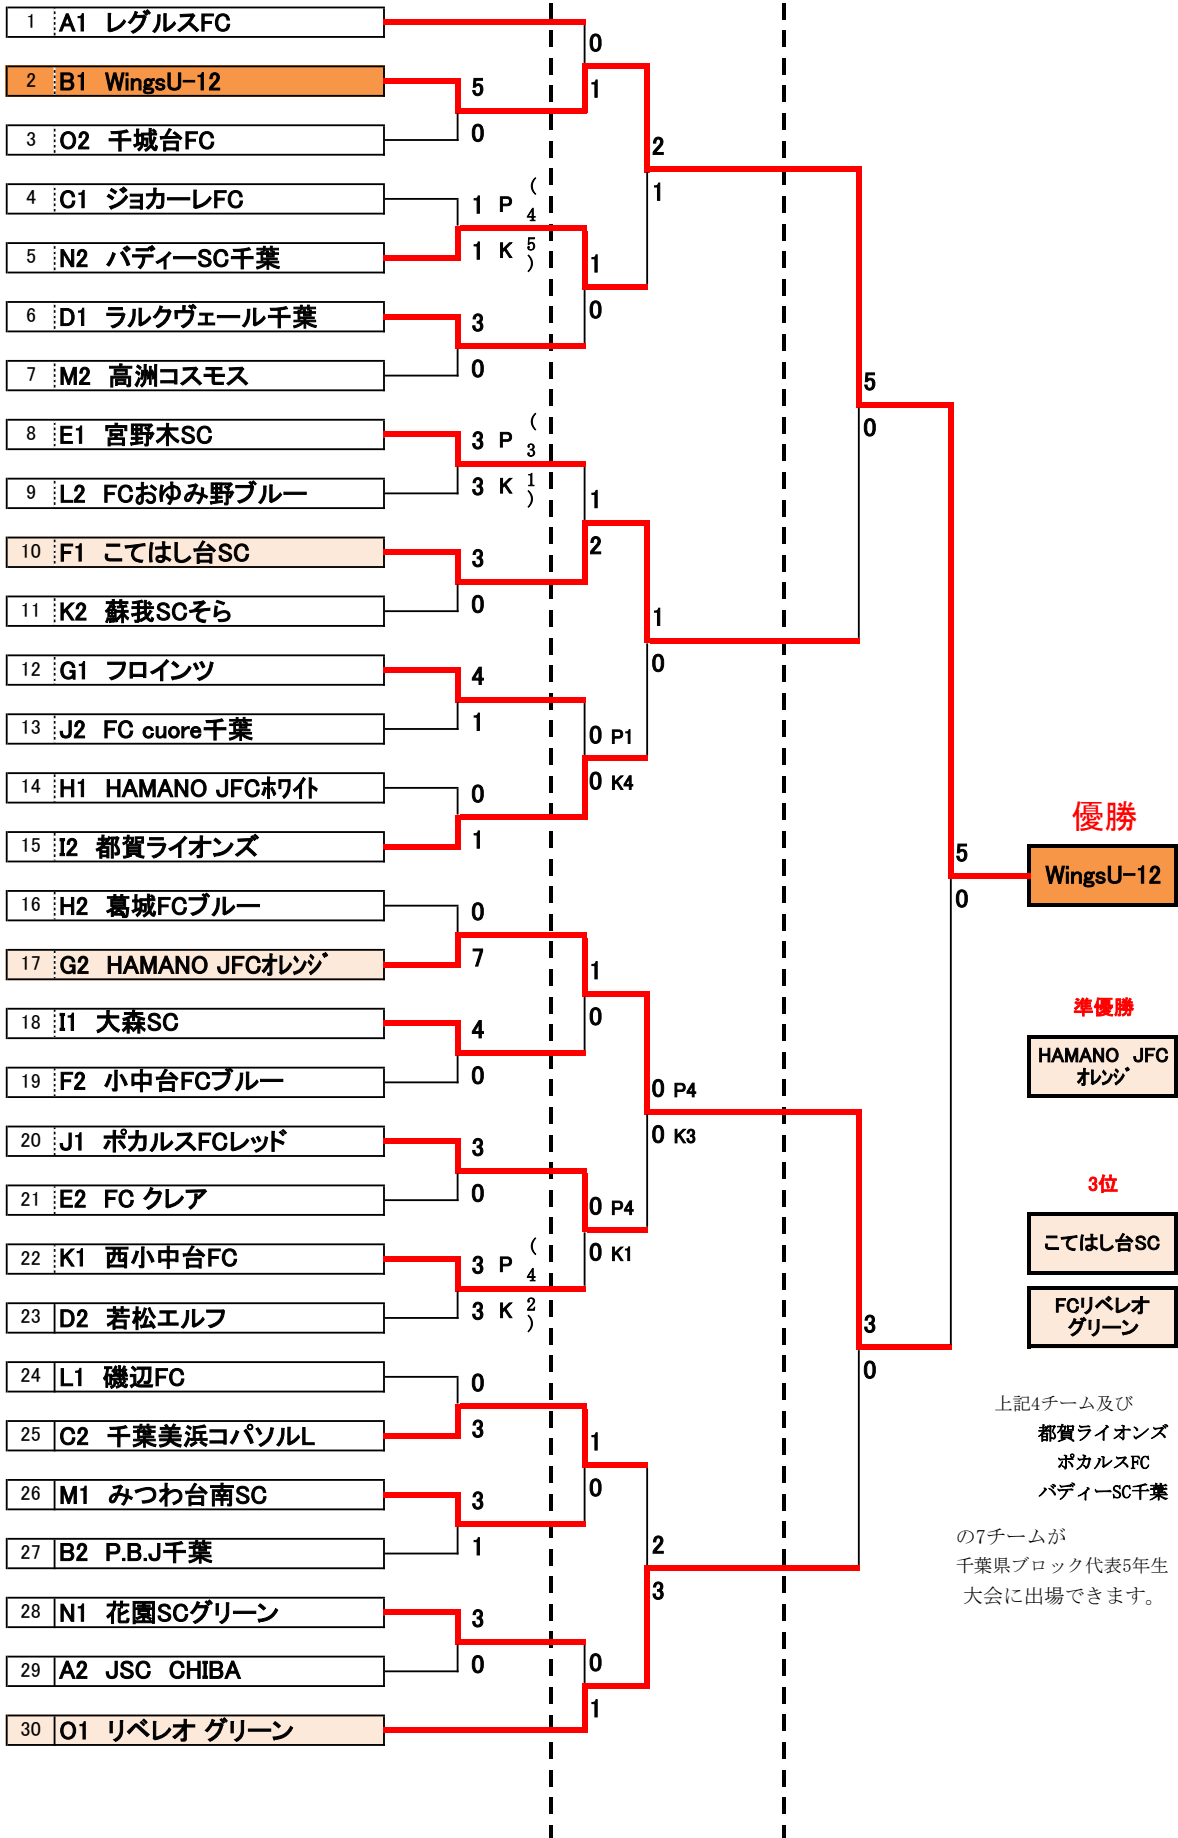 1 A1 レグルスFC
0
2 B1 WingsU-12
5
1
3 O2 千城台FC
0
2
4 C1 ジョカーレFC
1 P (4
1
5 N2 バディーSC千葉
1 K 5)
1
6 D1 ラルクヴェール千葉
3
0
7 M2 高洲コスモス
0
5
8 E1 宮野木SC
3 P (3
0
9 L2 FCおゆみ野ブルー
3 K 1)
1
10 F1 こてはし台SC
3
2
11 K2 蘇我SCそら
0
1
12 G1 フロインツ
4
0
13 J2 FC cuore千葉
1
0 P1
14 H1 HAMANO JFCホワイト
0
0 K4
15 I2 都賀ライオンズ
1
5
16 H2 葛城FCブルー
0
0
17 G2 HAMANO JFCオレンジ
7
1
18 I1 大森SC
4
0
19 F2 小中台FCブルー
0
0 P4
20 J1 ポカルスFCレッド
3
0 K3
21 E2 FC クレア
0
0 P4
22 K1 西小中台FC
3 P (4
0 K1
23 D2 若松エルフ
3 K 2)
3
24 L1 磯辺FC
0
0
25 C2 千葉美浜コパソルL
3
1
26 M1 みつわ台南SC
3
0
27 B2 P.B.J千葉
1
2
28 N1 花園SCグリーン
3
3
29 A2 JSC CHIBA
0
0
30 O1 リベレオ グリーン
1
優勝
WingsU-12
準優勝
HAMANO JFC
オレンジ
3位
こてはし台SC
FCリベレオ
グリーン
上記4チーム及び
都賀ライオンズ
ポカルスFC
バディーSC千葉
の7チームが
千葉県ブロック代表5年生
大会に出場できます。